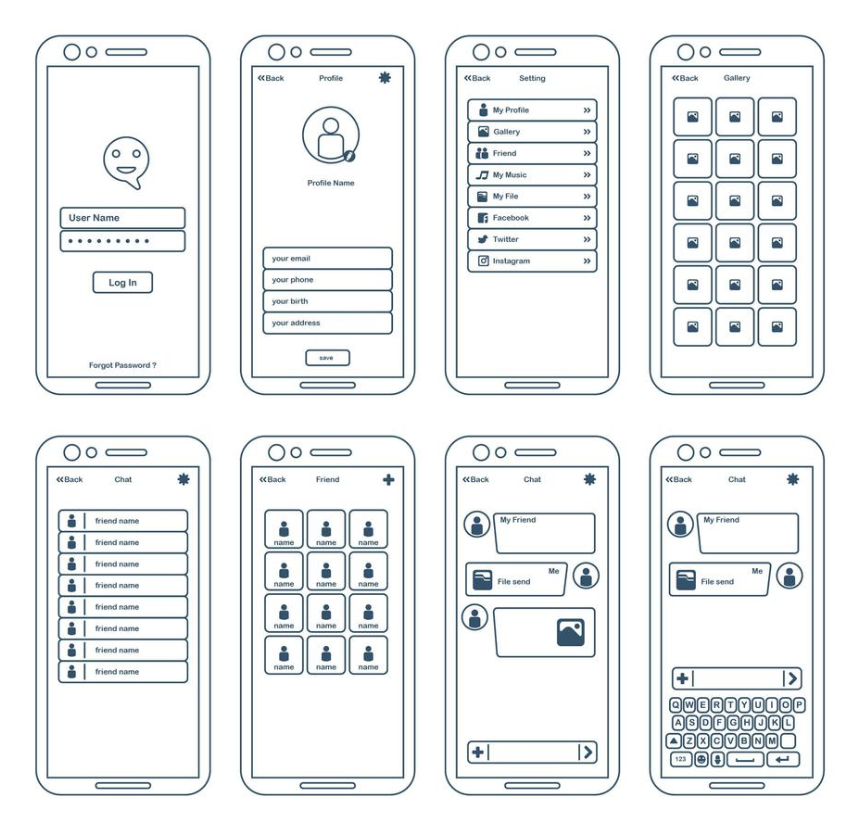 User Name
Log In
Forgot Password ?
«Back Profile
Profile Name
your email
your phone
your birth
your address
save
«Back Setting
My Profile »
Gallery »
Friend »
My Music »
My File »
Facebook »
Twitter »
Instagram »
«Back Gallery
«Back Chat
friend name
friend name
friend name
friend name
friend name
friend name
friend name
friend name
«Back Friend
name name name
name name name
name name name
name name name
«Back Chat
My Friend
Me
File send
«Back Chat
My Friend
Me
File send
Q W E R T Y U I O P
A S D F G H J K L
Z X C V B N M
123